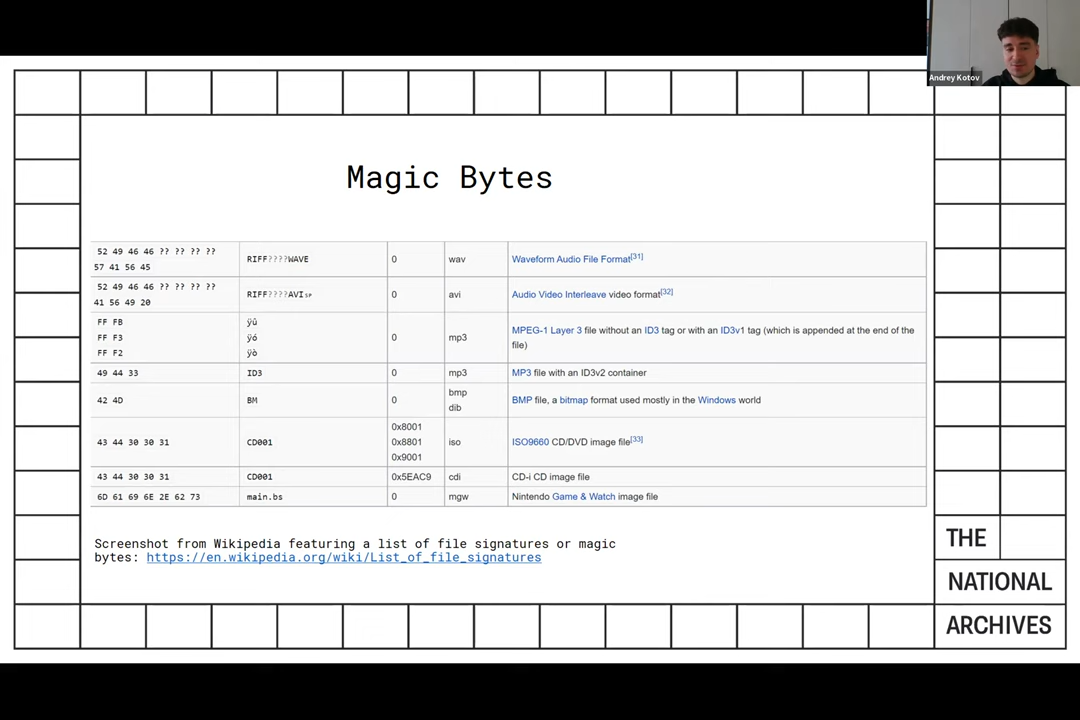 Andrey Kotov
Magic Bytes
52 49 46 46 ?? ?? ?? ??
57 41 56 45
RIFF????WAVE
0
wav
Waveform Audio File Format[31]
52 49 46 46 ?? ?? ?? ??
41 56 49 20
RIFF????AVI␠
0
avi
Audio Video Interleave video format[32]
FF FB
FF F3
FF F2
ÿû
ÿó
ÿò
0
mp3
MPEG-1 Layer 3 file without an ID3 tag or with an ID3v1 tag (which is appended at the end of the
file)
49 44 33
ID3
0
mp3
MP3 file with an ID3v2 container
42 4D
BM
0
bmp
dib
BMP file, a bitmap format used mostly in the Windows world
43 44 30 30 31
CD001
0x8001
0x8801
0x9001
iso
ISO9660 CD/DVD image file[33]
43 44 30 30 31
CD001
0x5EAC9
cdi
CD-i CD image file
6D 61 69 6E 2E 62 73
main.bs
0
mgw
Nintendo Game & Watch image file
Screenshot from Wikipedia featuring a list of file signatures or magic
bytes: https://en.wikipedia.org/wiki/List_of_file_signatures
THE
NATIONAL
ARCHIVES